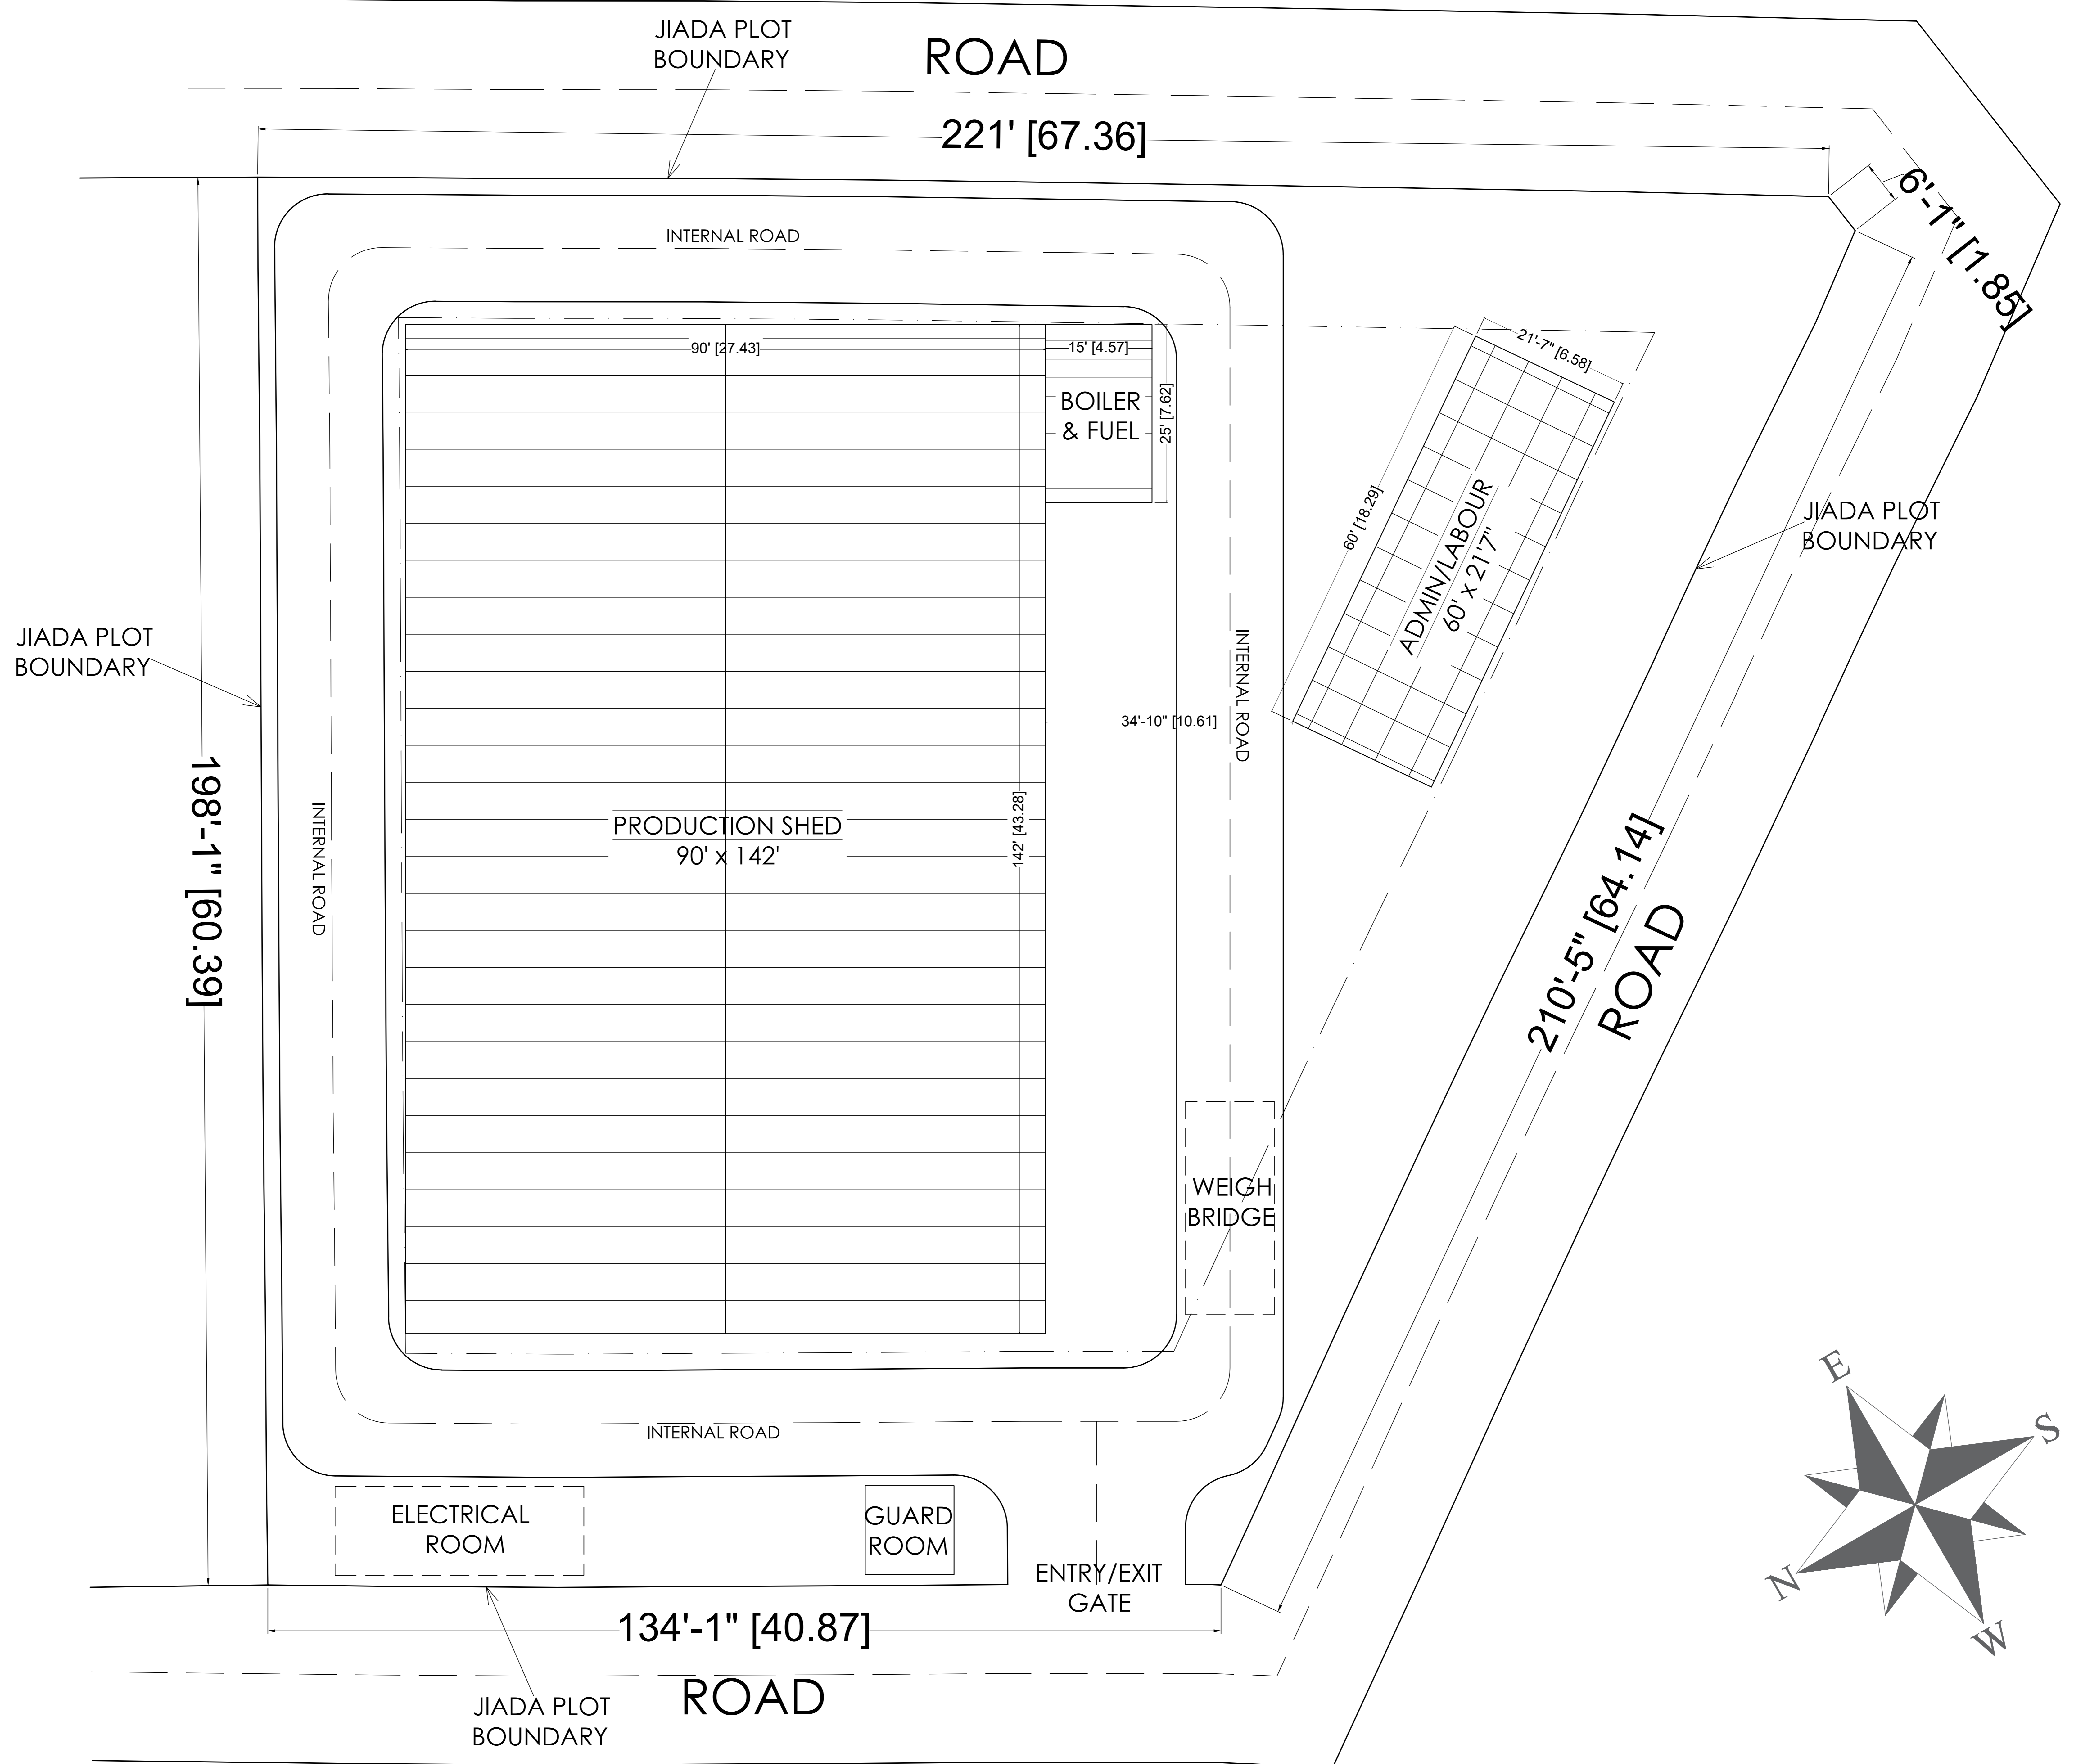 JIADA PLOT
BOUNDARY
ROAD
221' [67.36]
6'-1" [1.85]
INTERNAL ROAD
90' [27.43]
15' [4.57]
BOILER
& FUEL
25' [7.62]
21'-7" [6.58]
60' [18.29]
ADMIN/LABOUR
60' x 21'7"
JIADA PLOT
BOUNDARY
JIADA PLOT
BOUNDARY
INTERNAL ROAD
34'-10" [10.61]
198'-1" [60.39]
INTERNAL ROAD
PRODUCTION SHED
90' x 142'
142' [43.28]
210'-5" [64.14]
ROAD
WEIGH
BRIDGE
INTERNAL ROAD
ELECTRICAL
ROOM
GUARD
ROOM
ENTRY/EXIT
GATE
134'-1" [40.87]
ROAD
JIADA PLOT
BOUNDARY
E
S
N
W